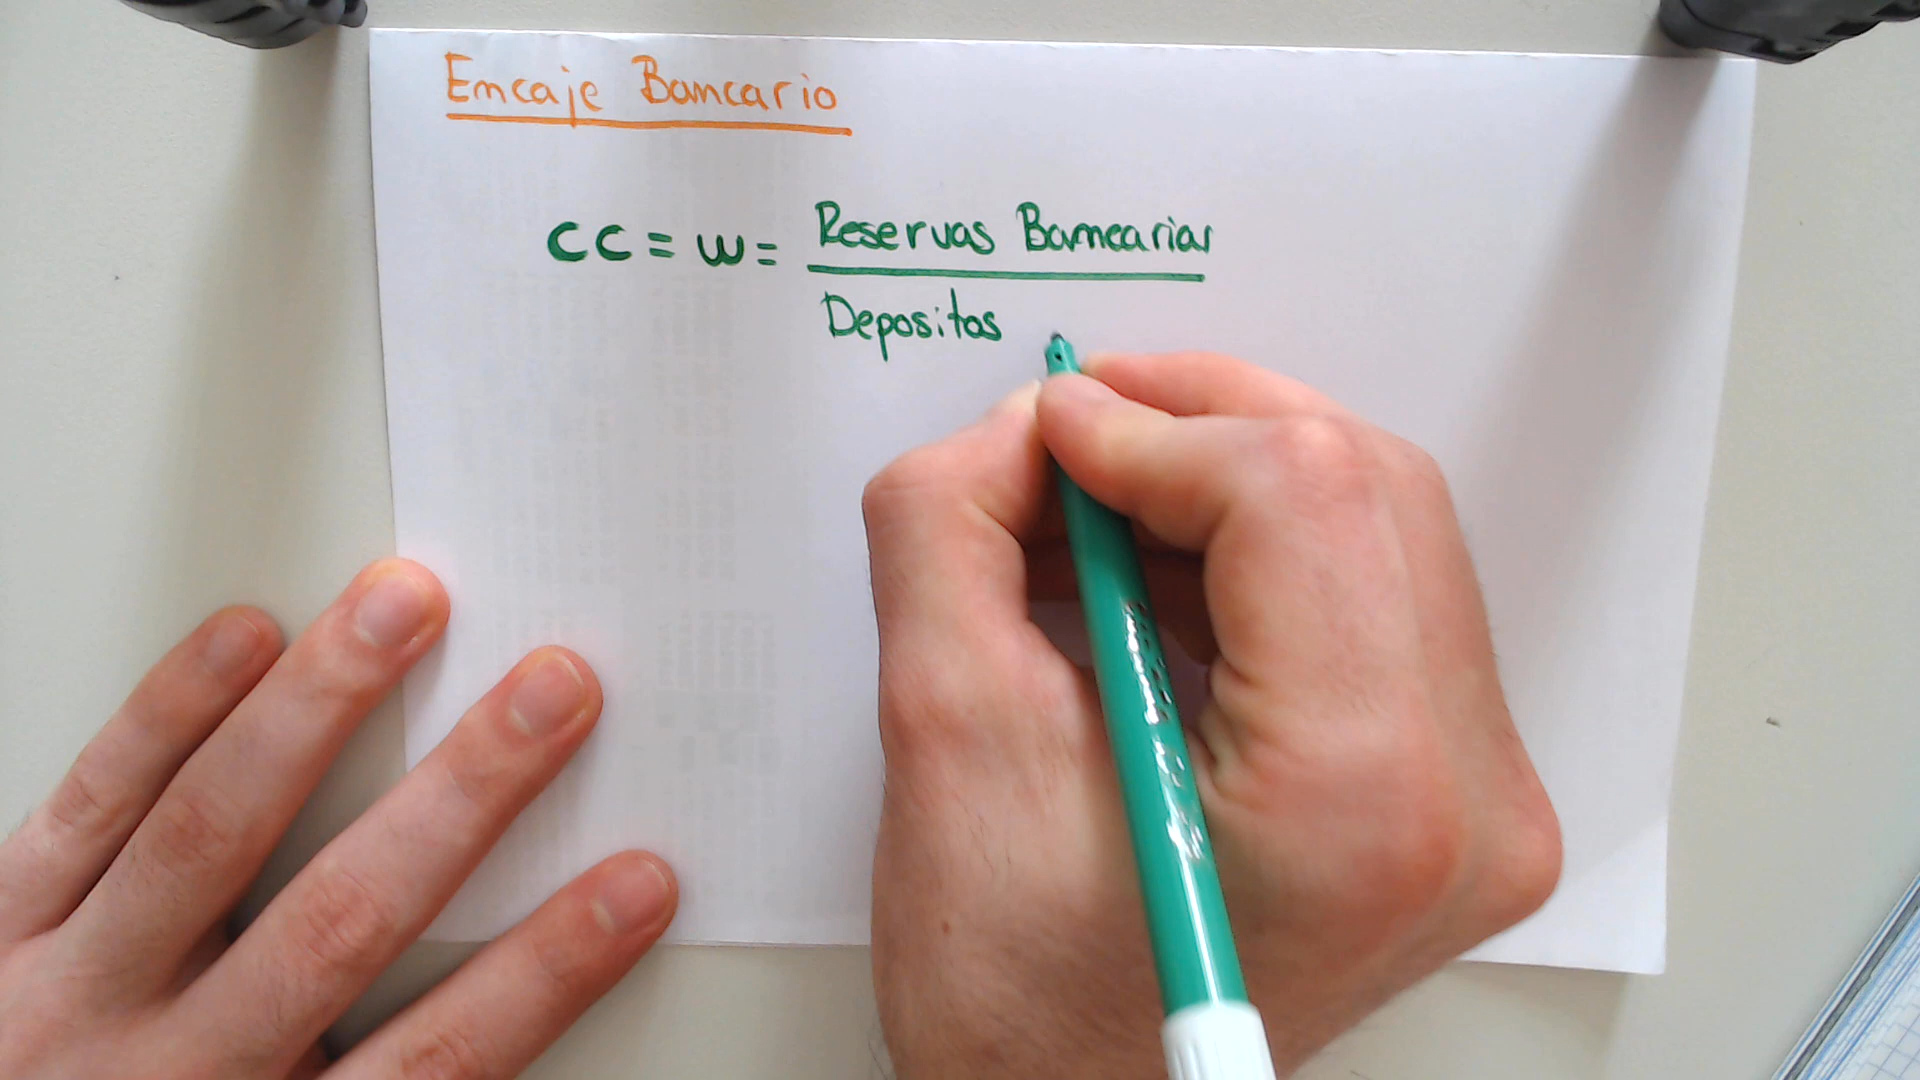 Encaje Bancario
CC = W = Reservas Bancarias
Depositos